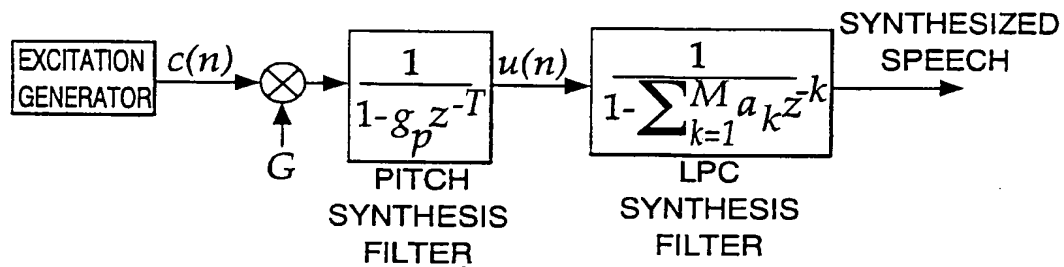 EXCITATION
GENERATOR
c(n)
G
1
1-g_p z^-T
PITCH
SYNTHESIS
FILTER
u(n)
1
1-∑_{k=1}^{M} a_k z^-k
LPC
SYNTHESIS
FILTER
SYNTHESIZED
SPEECH